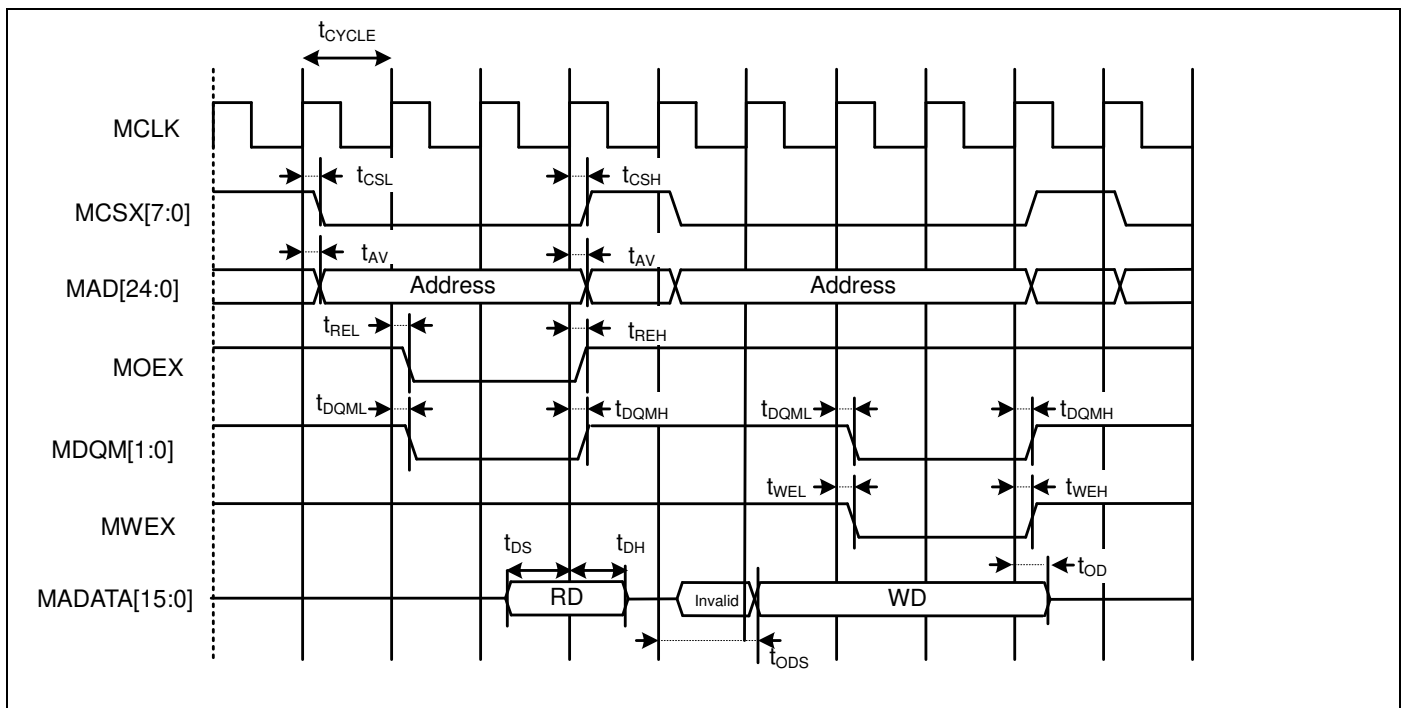 tCYCLE
MCLK
tCSL tCSH
MCSX[7:0]
tAV tAV
MAD[24:0] Address Address
tREL tREH
MOEX
tDQML tDQMH tDQML tDQMH
MDQM[1:0]
tWEL tWEH
MWEX
tDS tDH
tOD
MADATA[15:0] RD Invalid WD
tODS